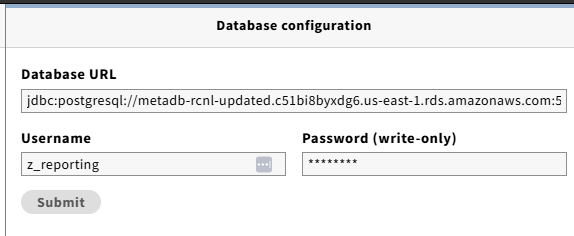 Database configuration
Database URL
jdbc:postgresql://metadb-rcnl-updated.c51bi8byxdg6.us-east-1.rds.amazonaws.com:5
Username Password (write-only)
z_reporting ********
Submit